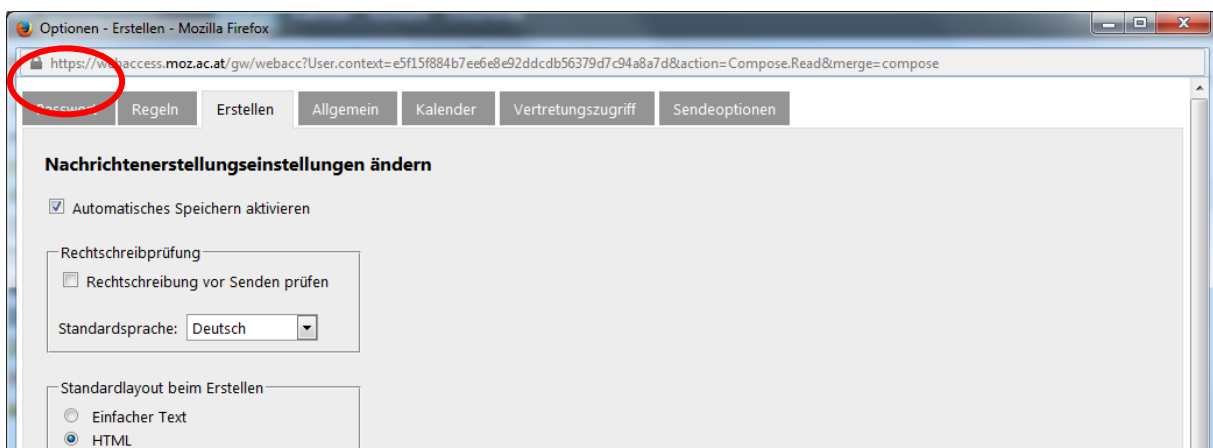 Optionen - Erstellen - Mozilla Firefox
https://webaccess.moz.ac.at/gw/webacc?User.context=e5f15f884b7ee6e8e92ddcdb56379d7c94a8a7d&action=Compose.Read&merge=compose
Passwort Regeln Erstellen Allgemein Kalender Vertretungszugriff Sendeoptionen
Nachrichtenerstellungseinstellungen ändern
Automatisches Speichern aktivieren
Rechtschreibprüfung
Rechtschreibung vor Senden prüfen
Standardsprache: Deutsch
Standardlayout beim Erstellen
Einfacher Text
HTML